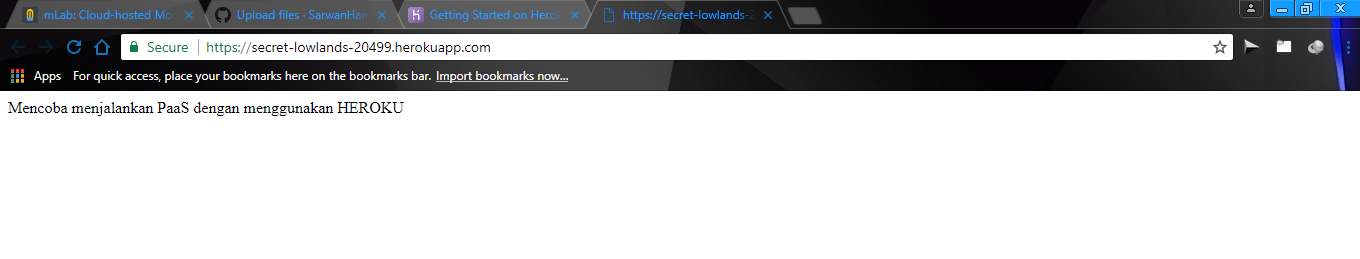 mLab: Cloud-hosted Mo
Upload files · SarwanHar
Getting Started on Herok
https://secret-lowlands-2
Secure
https://secret-lowlands-20499.herokuapp.com
Apps
For quick access, place your bookmarks here on the bookmarks bar. Import bookmarks now...
Mencoba menjalankan PaaS dengan menggunakan HEROKU